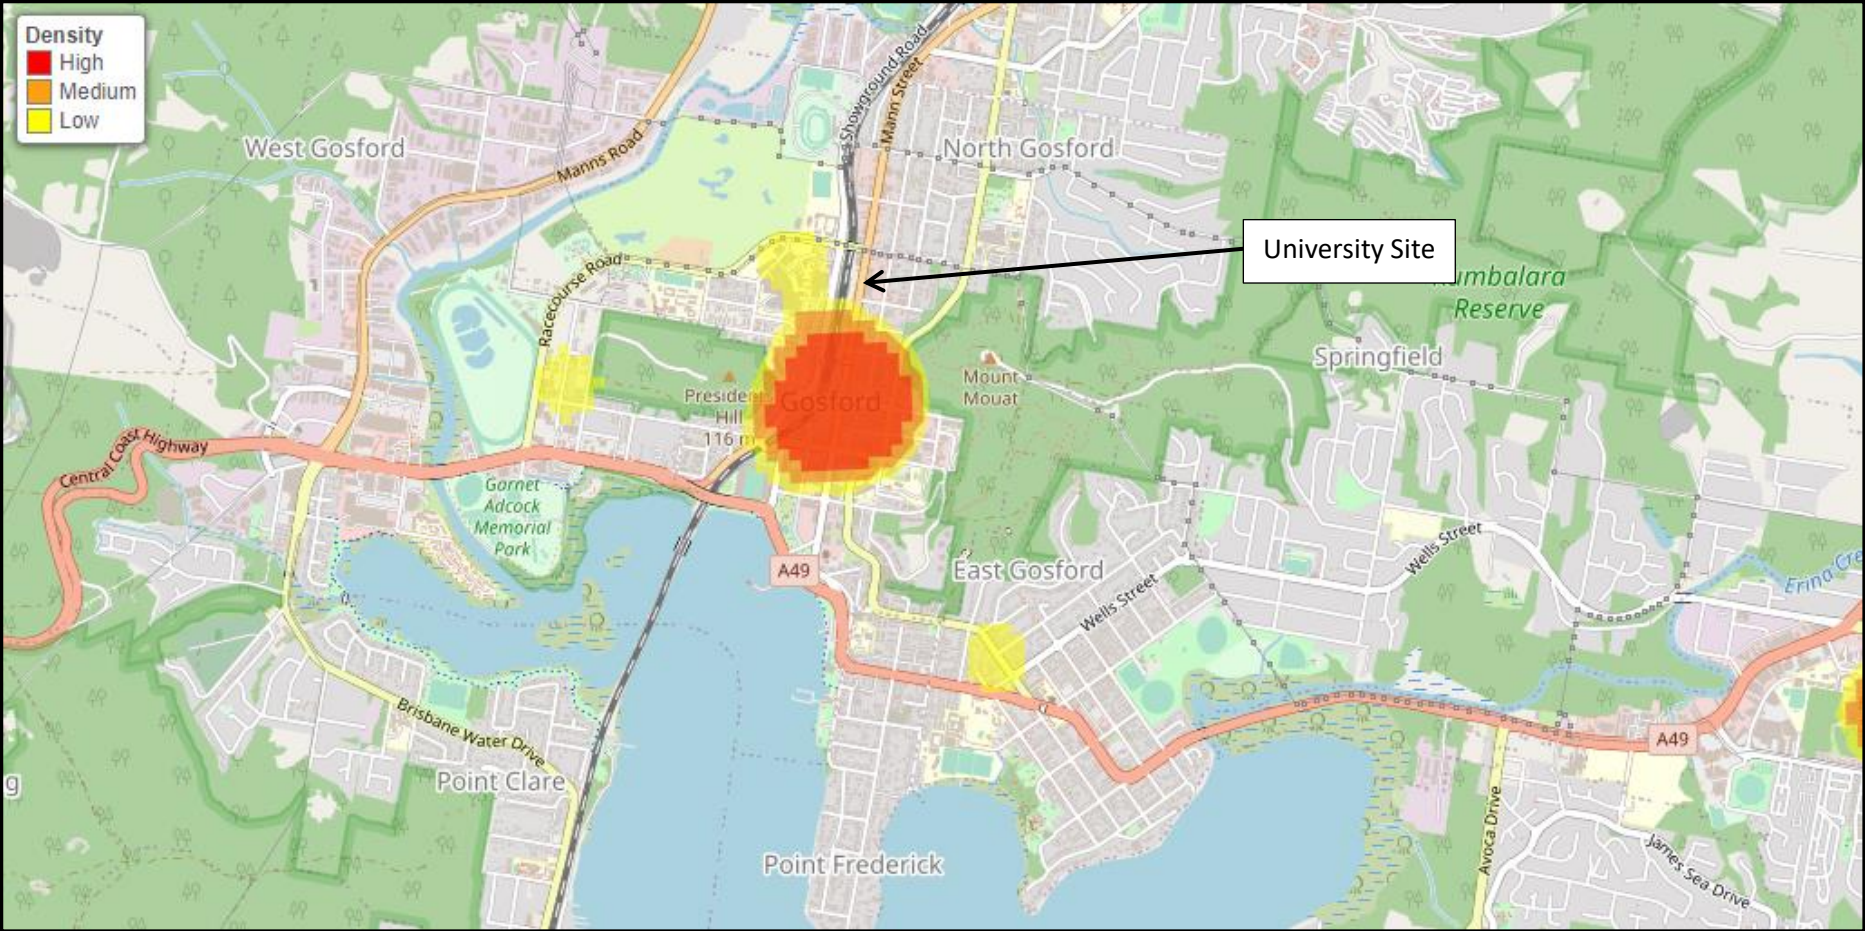 Density
High
Medium
Low
West Gosford
Manns Road
Showground Road
Mann Street
North Gosford
University Site
Racecourse Road
Reserve
Springfield
Mount
Mouat
Hill
116 m
Gosford
Central Coast Highway
Garnet
Adcock
Memorial
Park
A49
East Gosford
Wells Street
Wells Street
Brisbane Water Drive
A49
Point Clare
Point Frederick
Avoca Drive
James Sea Drive
g